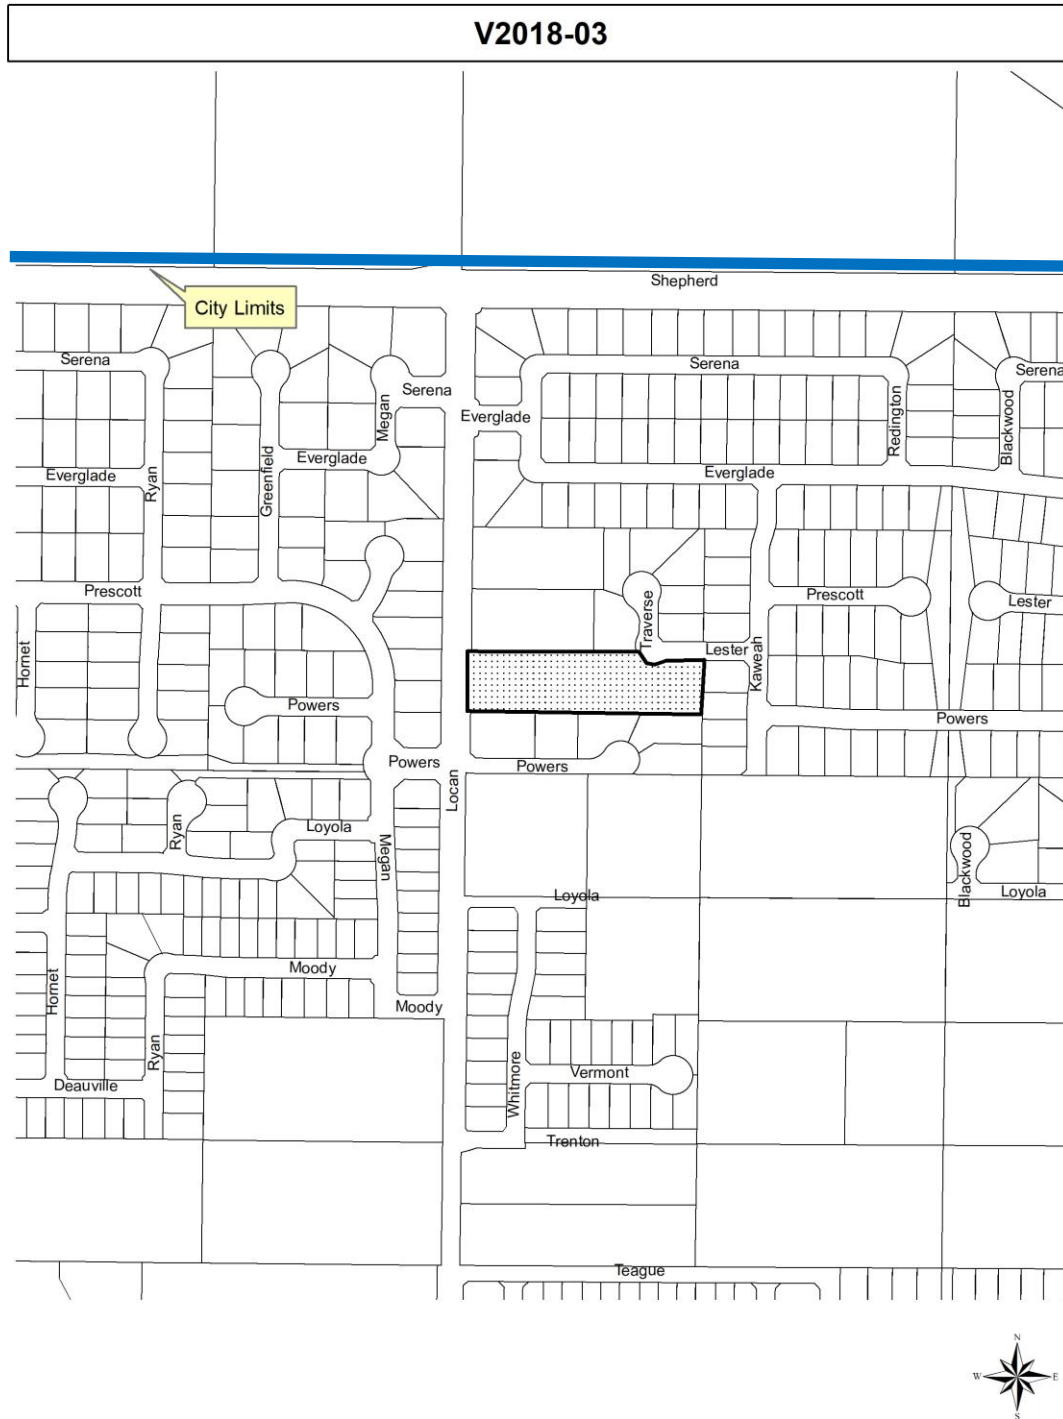 V2018-03
Shepherd
City Limits
Serena
Serena
Serena
Serena
Megan
Everglade
Redington
Blackwood
Greenfield
Everglade
Everglade
Ryan
Everglade
Prescott
Traverse
Prescott
Lester
Hornet
Lester
Kaweah
Powers
Powers
Powers
Powers
Locan
Ryan
Loyola
Megan
Blackwood
Loyola
Loyola
Hornet
Moody
Moody
Ryan
Whitmore
Vermont
Deauville
Trenton
Teague
N
W
E
S